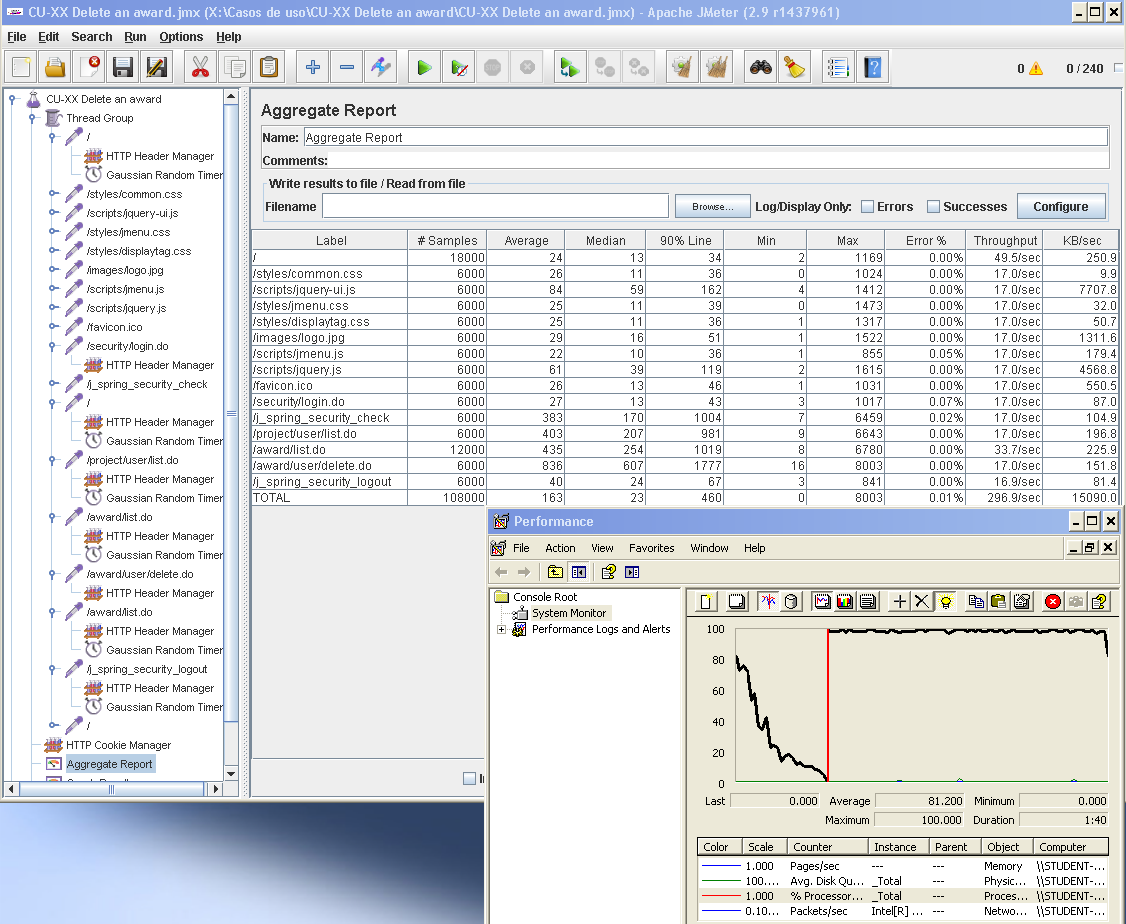 CU-XX Delete an award.jmx (X:\Casos de uso\CU-XX Delete an award\CU-XX Delete an award.jmx) - Apache JMeter (2.9 r1437961)
File Edit Search Run Options Help
0 0 / 240
CU-XX Delete an award
Thread Group
/
HTTP Header Manager
Gaussian Random Timer
/styles/common.css
/scripts/jquery-ui.js
/styles/jmenu.css
/styles/displaytag.css
/images/logo.jpg
/scripts/jmenu.js
/scripts/jquery.js
/favicon.ico
/security/login.do
HTTP Header Manager
/j_spring_security_check
/
HTTP Header Manager
Gaussian Random Timer
/project/user/list.do
HTTP Header Manager
Gaussian Random Timer
/award/list.do
HTTP Header Manager
Gaussian Random Timer
/award/user/delete.do
HTTP Header Manager
/award/list.do
HTTP Header Manager
Gaussian Random Timer
/j_spring_security_logout
HTTP Header Manager
Gaussian Random Timer
/
HTTP Cookie Manager
Aggregate Report
Aggregate Report
Name: Aggregate Report
Comments:
Write results to file / Read from file
Filename Browse... Log/Display Only: Errors Successes Configure
Label # Samples Average Median 90% Line Min Max Error % Throughput KB/sec
/ 18000 24 13 34 2 1169 0.00% 49.5/sec 250.9
/styles/common.css 6000 26 11 36 0 1024 0.00% 17.0/sec 9.9
/scripts/jquery-ui.js 6000 84 59 162 4 1412 0.00% 17.0/sec 7707.8
/styles/jmenu.css 6000 25 11 39 0 1473 0.00% 17.0/sec 32.0
/styles/displaytag.css 6000 25 11 36 1 1317 0.00% 17.0/sec 50.7
/images/logo.jpg 6000 29 16 51 1 1522 0.00% 17.0/sec 1311.6
/scripts/jmenu.js 6000 22 10 36 1 855 0.05% 17.0/sec 179.4
/scripts/jquery.js 6000 61 39 119 2 1615 0.00% 17.0/sec 4568.8
/favicon.ico 6000 26 13 46 1 1031 0.00% 17.0/sec 550.5
/security/login.do 6000 27 13 43 3 1017 0.07% 17.0/sec 87.0
/j_spring_security_check 6000 383 170 1004 7 6459 0.02% 17.0/sec 104.9
/project/user/list.do 6000 403 207 981 9 6643 0.00% 17.0/sec 196.8
/award/list.do 12000 435 254 1019 8 6780 0.00% 33.7/sec 225.9
/award/user/delete.do 6000 836 607 1777 16 8003 0.00% 17.0/sec 151.8
/j_spring_security_logout 6000 40 24 67 3 841 0.00% 16.9/sec 81.4
TOTAL 108000 163 23 460 0 8003 0.01% 296.9/sec 15090.0
Performance
File Action View Favorites Window Help
Console Root
System Monitor
Performance Logs and Alerts
100
80
60
40
20
0
Last 0.000 Average 81.200 Minimum 0.000
Maximum 100.000 Duration 1:40
Color Scale Counter Instance Parent Object Computer
1.000 Pages/sec --- --- Memory \\STUDENT-...
100.... Avg. Disk Qu... _Total --- Physic... \\STUDENT-...
1.000 % Processor... _Total --- Proces... \\STUDENT-...
0.10... Packets/sec Intel[R] ... --- Netwo... \\STUDENT-...